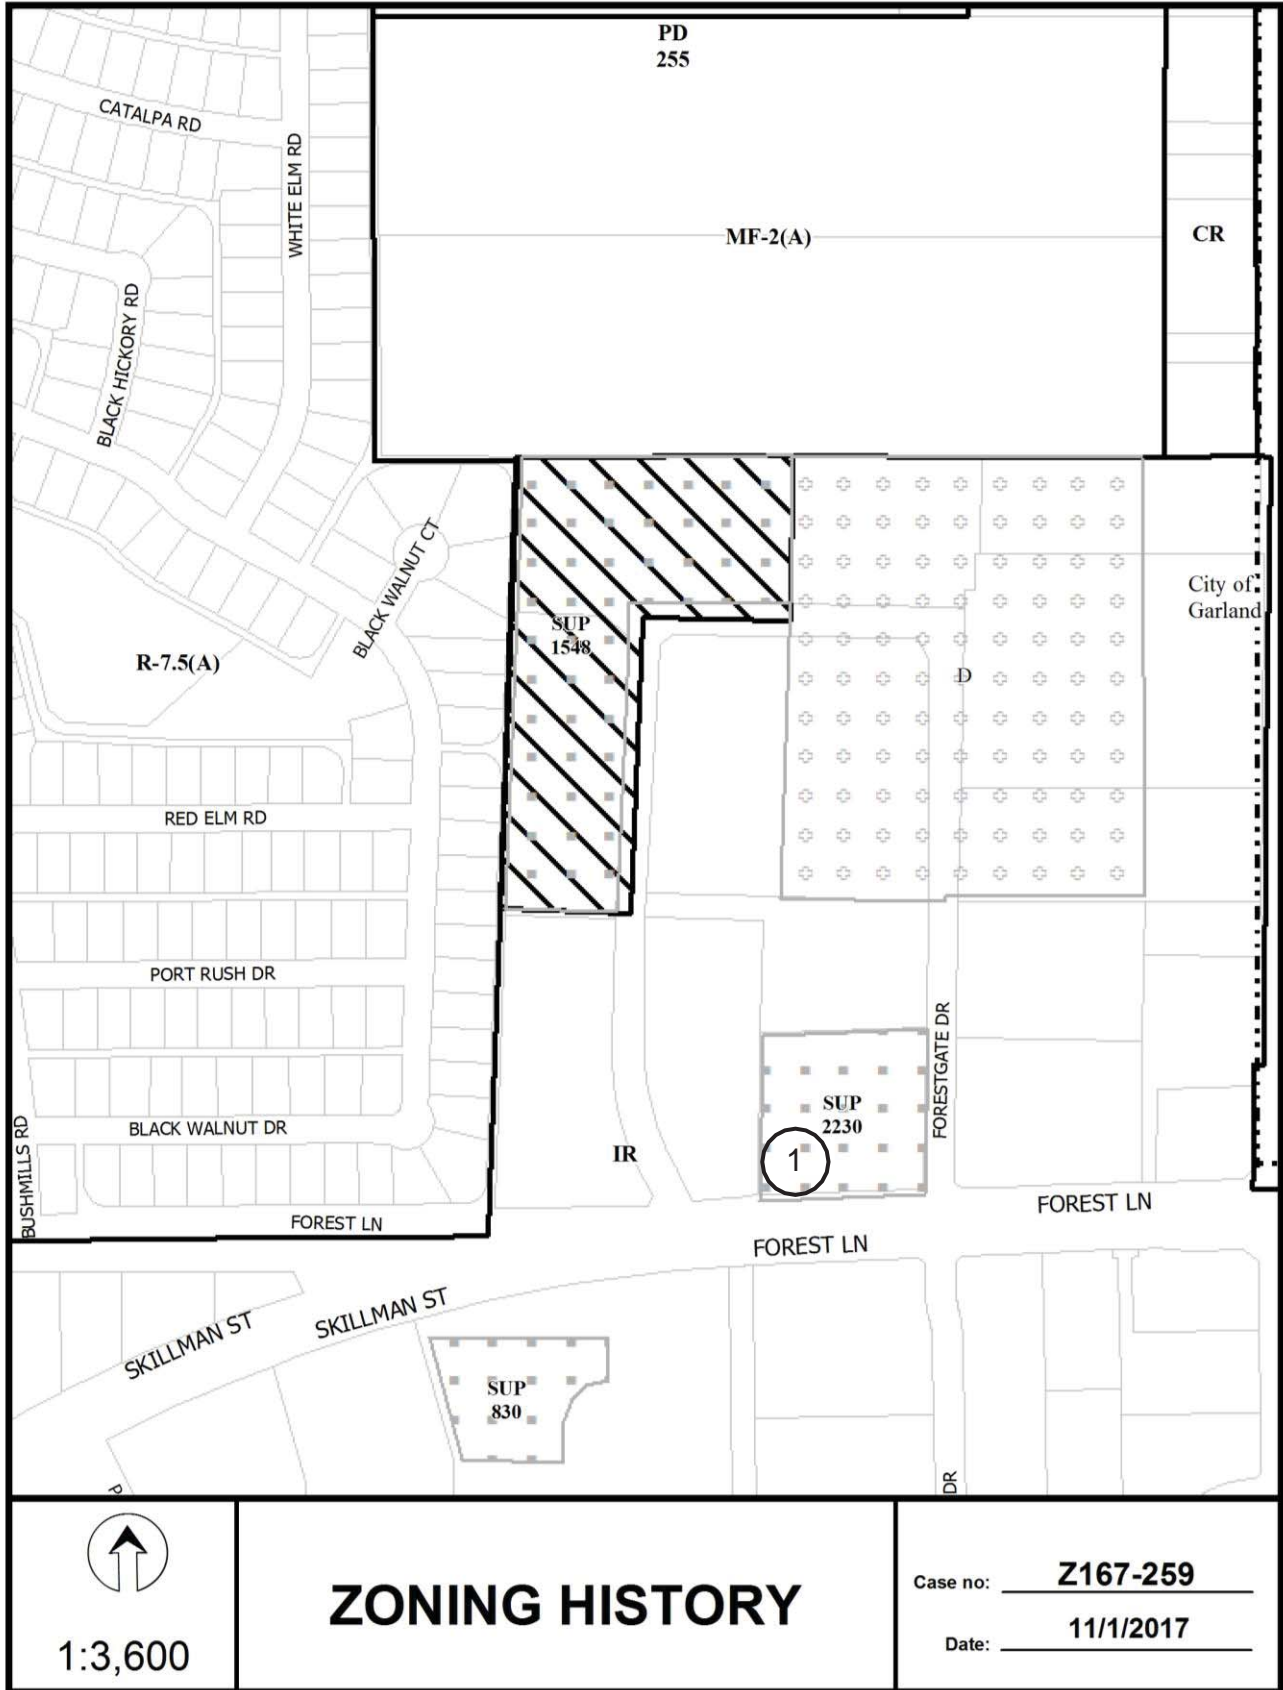 PD
255
CATALPA RD
WHITE ELM RD
MF-2(A)
CR
BLACK HICKORY RD
BLACK WALNUT CT
City of
Garland
SUP
1548
R-7.5(A)
D
RED ELM RD
PORT RUSH DR
FORESTGATE DR
SUP
2230
BLACK WALNUT DR
BUSHMILLS RD
IR
1
FOREST LN
FOREST LN
FOREST LN
SKILLMAN ST
SKILLMAN ST
SUP
830
P
DR
1:3,600
ZONING HISTORY
Case no: Z167-259
Date: 11/1/2017